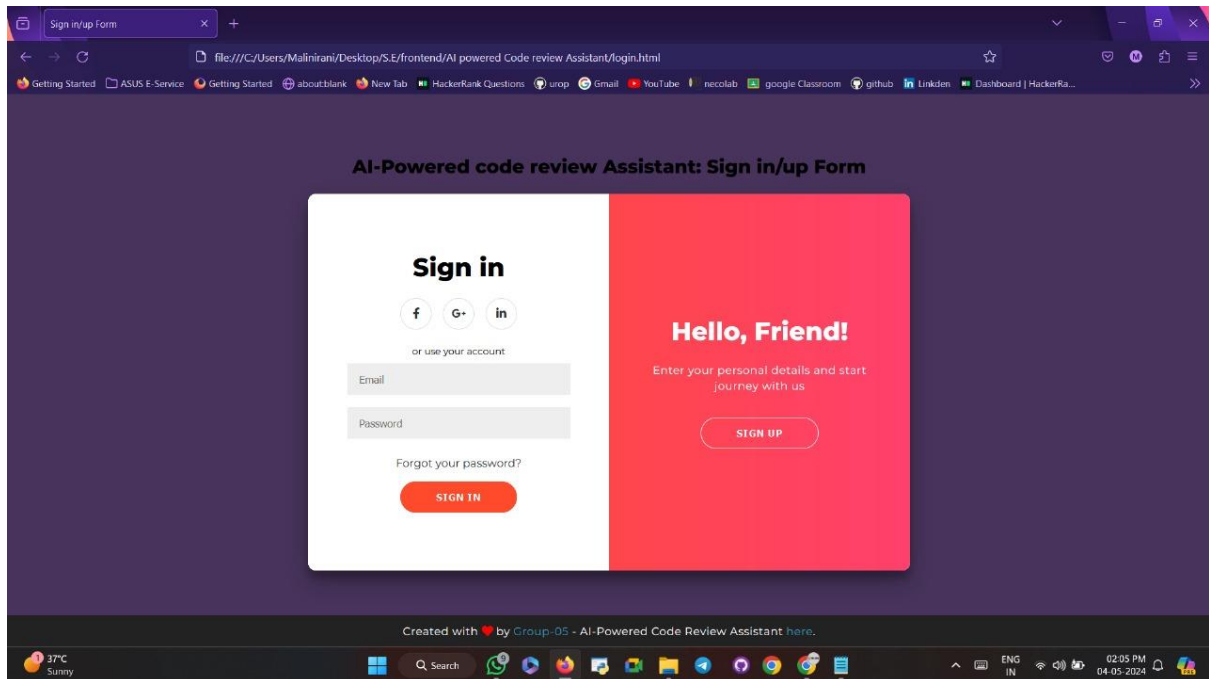 Sign in/up Form
file:///C:/Users/Malinirani/Desktop/S.E/frontend/AI powered Code review Assistant/login.html
Getting Started ASUS E-Service Getting Started about:blank New Tab HackerRank Questions urop Gmail YouTube necolab google Classroom github Linkden Dashboard | HackerRa...
AI-Powered code review Assistant: Sign in/up Form
Sign in
f G+ in
or use your account
Email
Password
Forgot your password?
SIGN IN
Hello, Friend!
Enter your personal details and start
journey with us
SIGN UP
Created with ❤ by Group-05 - AI-Powered Code Review Assistant here.
37°C
Sunny
Search
ENG
IN
02:05 PM
04-05-2024